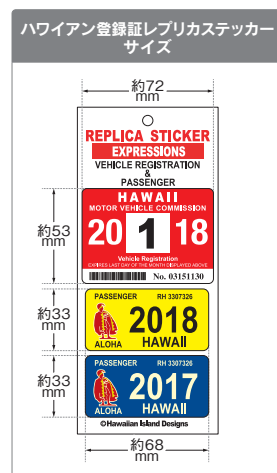 ハワイアン登録証レプリカステッカー
サイズ
約72
mm
REPLICA STICKER
EXPRESSIONS
VEHICLE REGISTRATION
&
PASSENGER
HAWAII
MOTOR VEHICLE COMMISSION
20 1 18
Vehicle Registration
EXPIRES LAST DAY OF THE MONTH DISPLAYED ABOVE
No. 03151130
約53
mm
PASSENGER RH 3307326
2018
ALOHA HAWAII
約33
mm
PASSENGER RH 3307326
2017
ALOHA HAWAII
約33
mm
©Hawaiian Island Designs
約68
mm